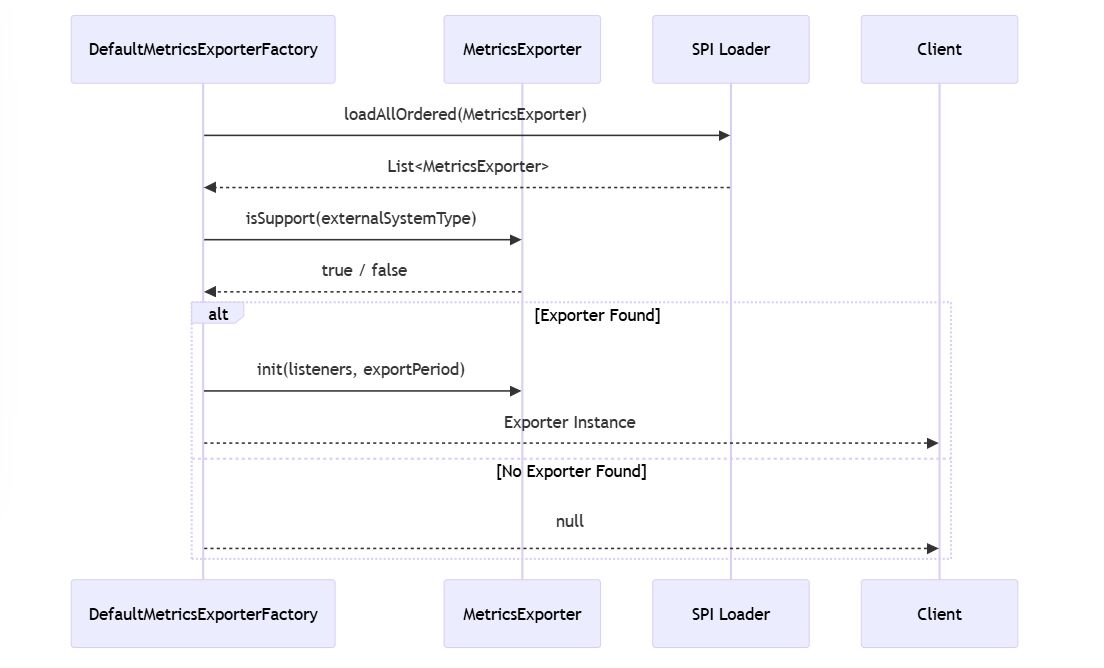 DefaultMetricsExporterFactory
MetricsExporter
SPI Loader
Client
loadAllOrdered(MetricsExporter)
List<MetricsExporter>
isSupport(externalSystemType)
true / false
alt
[Exporter Found]
init(listeners, exportPeriod)
Exporter Instance
[No Exporter Found]
null
DefaultMetricsExporterFactory
MetricsExporter
SPI Loader
Client